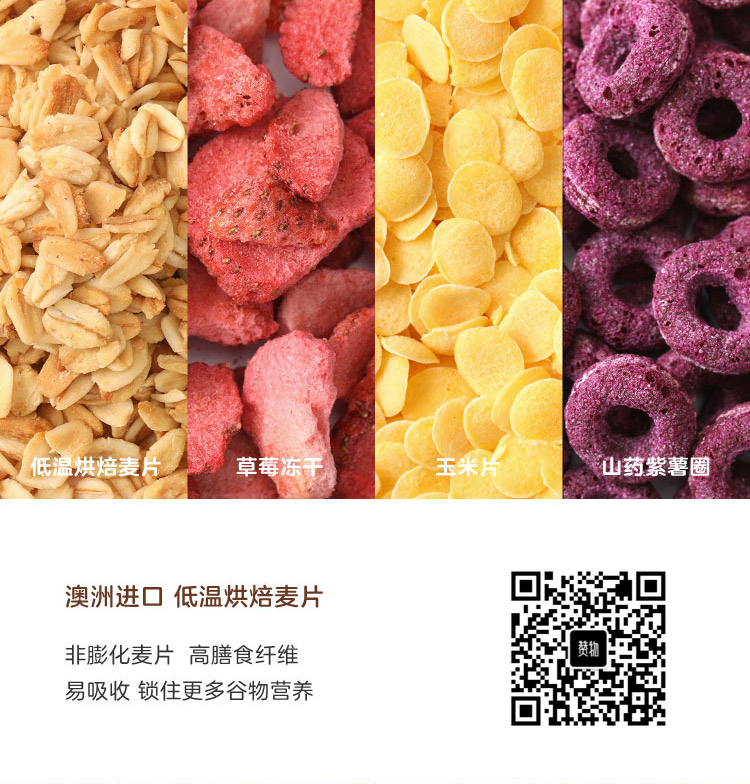 低温烘焙麦片
草莓冻干
玉米片
山药紫薯圈
澳洲进口 低温烘焙麦片
非膨化麦片 高膳食纤维
易吸收 锁住更多谷物营养
赞物